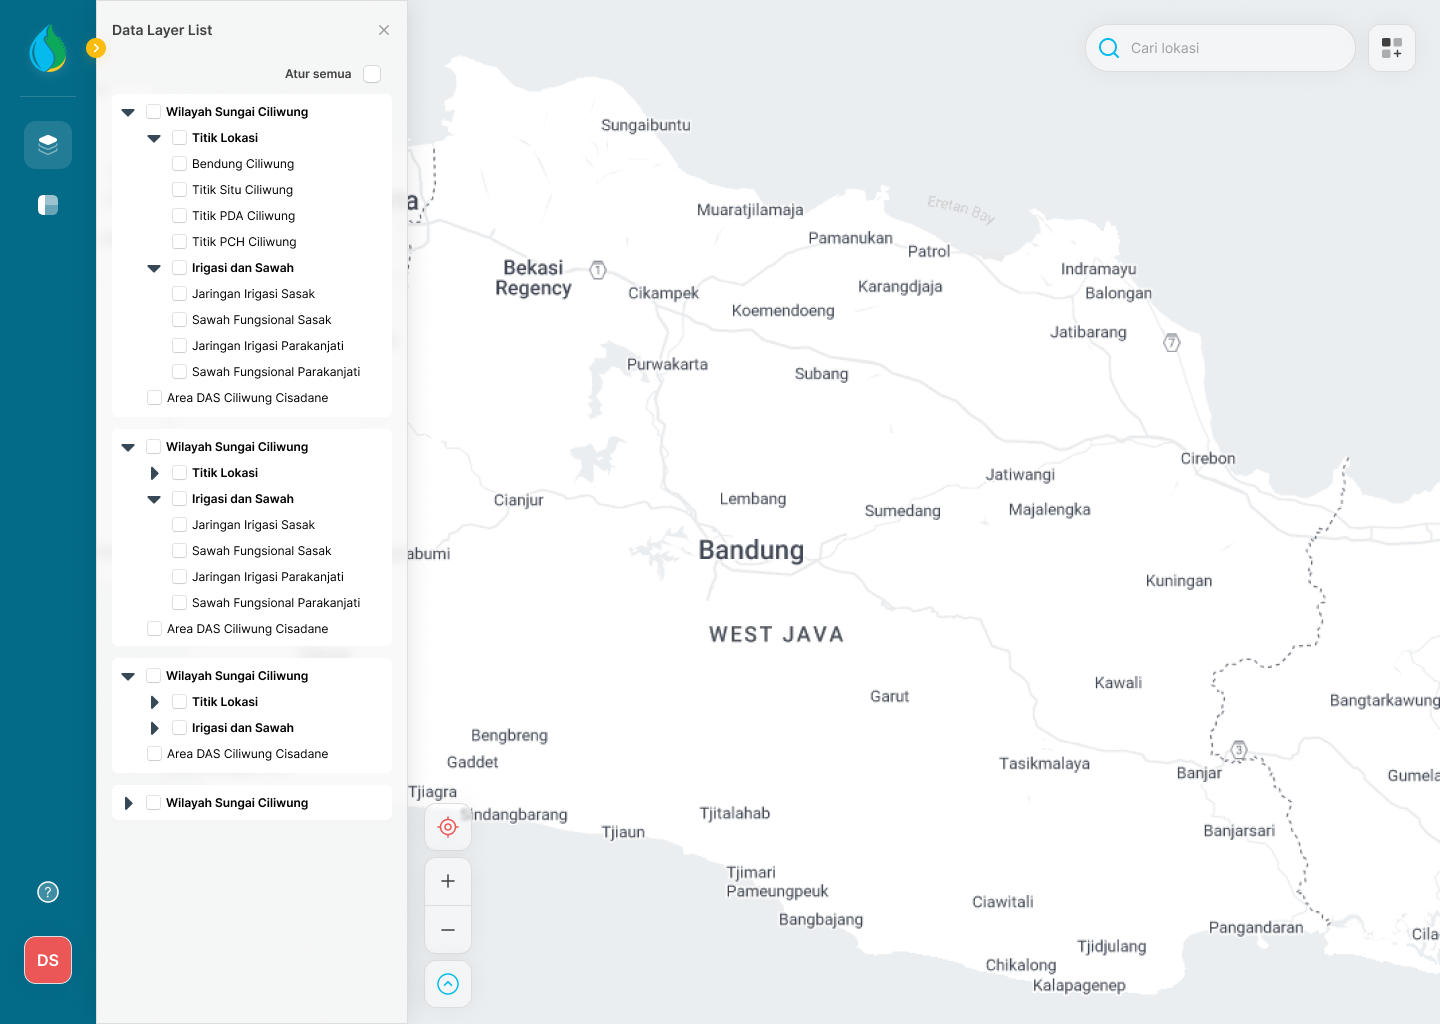 Data Layer List
Atur semua
Wilayah Sungai Ciliwung
Titik Lokasi
Bendung Ciliwung
Titik Situ Ciliwung
Titik PDA Ciliwung
Titik PCH Ciliwung
Irigasi dan Sawah
Jaringan Irigasi Sasak
Sawah Fungsional Sasak
Jaringan Irigasi Parakanjati
Sawah Fungsional Parakanjati
Area DAS Ciliwung Cisadane
Wilayah Sungai Ciliwung
Titik Lokasi
Irigasi dan Sawah
Jaringan Irigasi Sasak
Sawah Fungsional Sasak
Jaringan Irigasi Parakanjati
Sawah Fungsional Parakanjati
Area DAS Ciliwung Cisadane
Wilayah Sungai Ciliwung
Titik Lokasi
Irigasi dan Sawah
Area DAS Ciliwung Cisadane
Wilayah Sungai Ciliwung
?
DS
Cari lokasi
Sungaibuntu
a
Muaratjilamaja
Eretan Bay
Pamanukan
Patrol
Bekasi
Regency
1
Indramayu
Cikampek
Karangdjaja
Balongan
Koemendoeng
Jatibarang
7
Purwakarta
Subang
Cirebon
Jatiwangi
Cianjur
Lembang
Sumedang
Majalengka
abumi
Bandung
Kuningan
WEST JAVA
Kawali
Garut
Bangtarkawung
Bengbreng
3
Gaddet
Tasikmalaya
Banjar
Gumela
Tjiagra
Sindangbarang
Tjitalahab
Tjiaun
Banjarsari
Tjimari
Pameungpeuk
Ciawitali
Bangbajang
Pangandaran
Cila
Tjidjulang
Chikalong
Kalapagenep